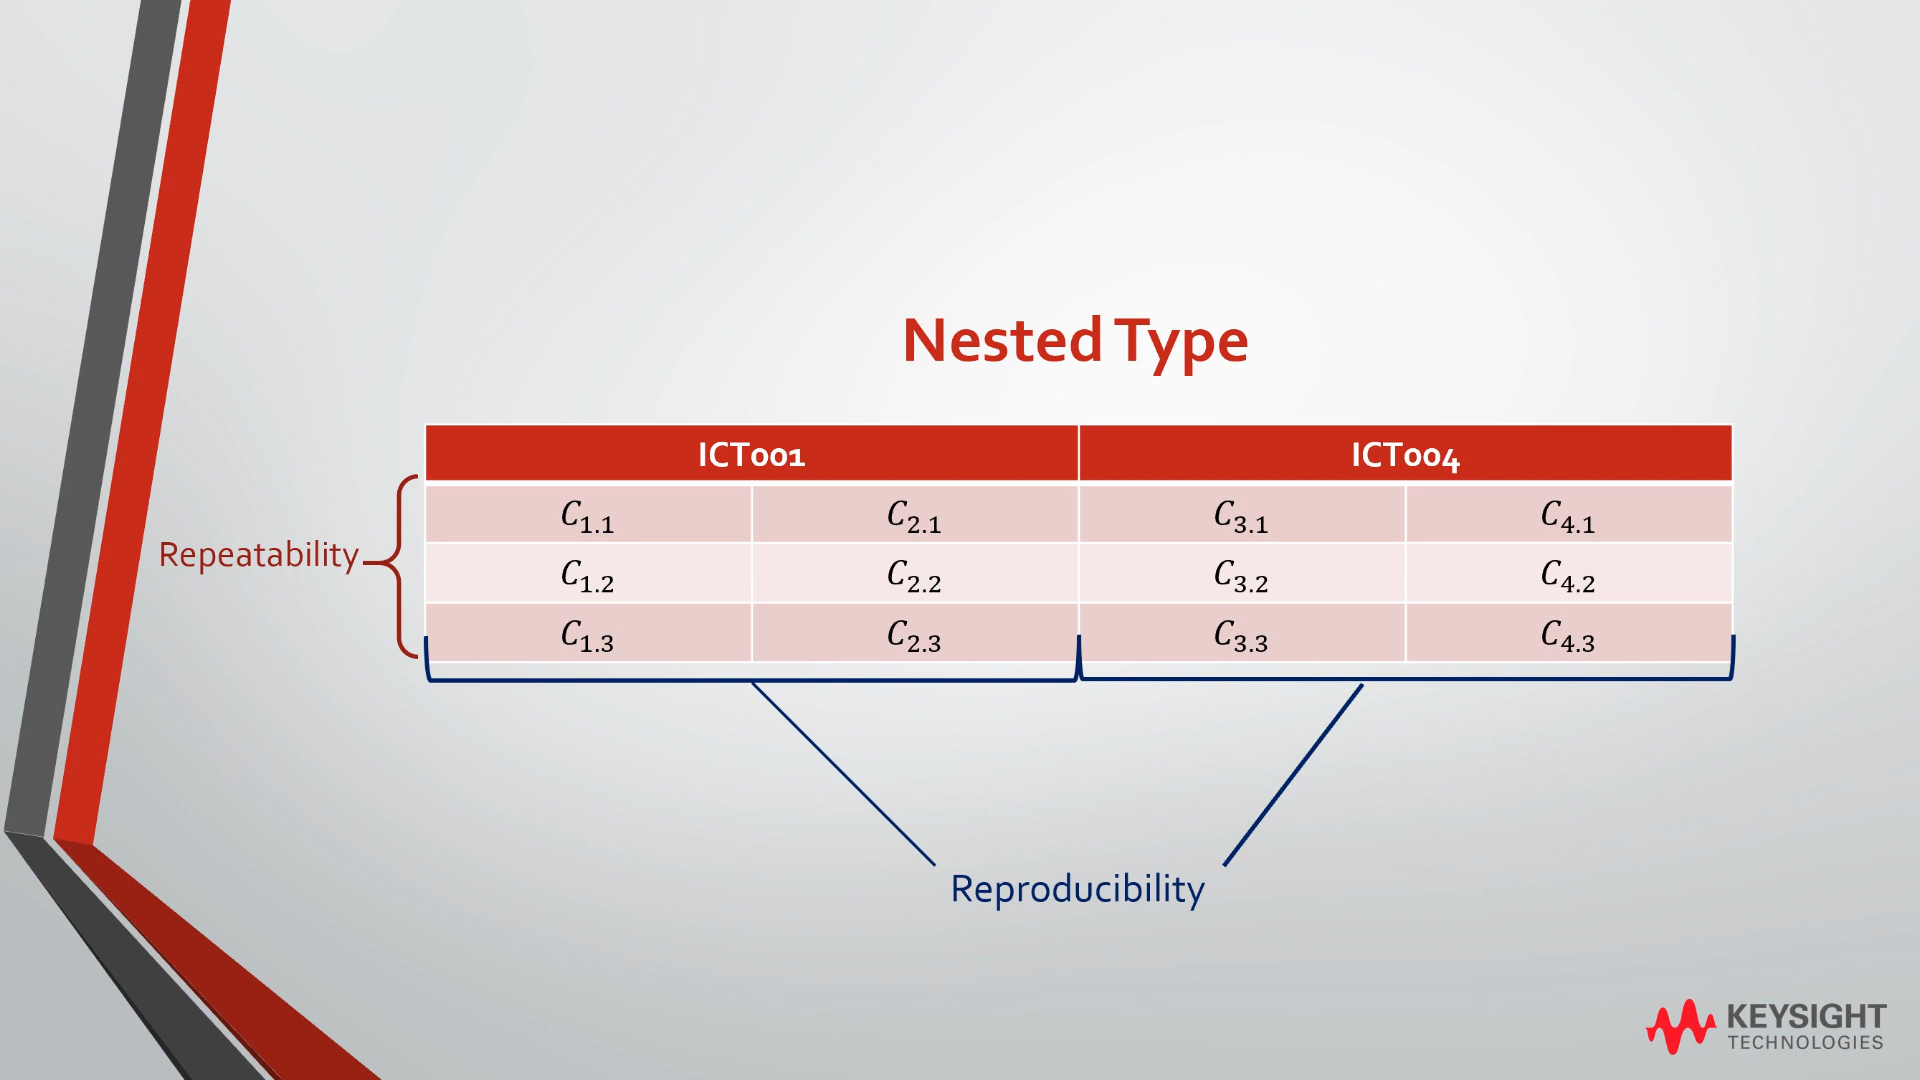 Nested Type
ICT001 ICT004
C1.1 C2.1 C3.1 C4.1
Repeatability
C1.2 C2.2 C3.2 C4.2
C1.3 C2.3 C3.3 C4.3
Reproducibility
KEYSIGHT
TECHNOLOGIES